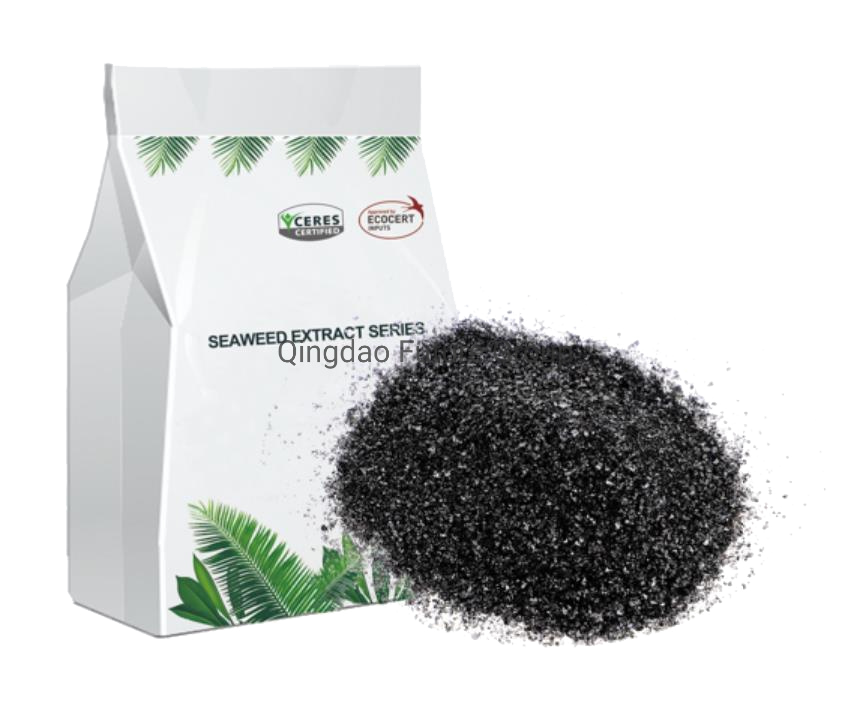 CERES
CERTIFIED
Approved by
ECOCERT
INPUTS
SEAWEED EXTRACT SERIES
Qingdao